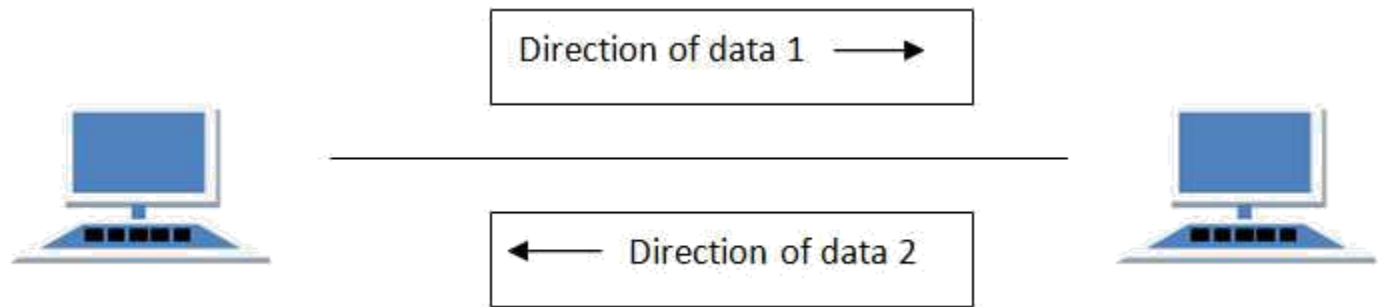 Direction of data 1
Direction of data 2